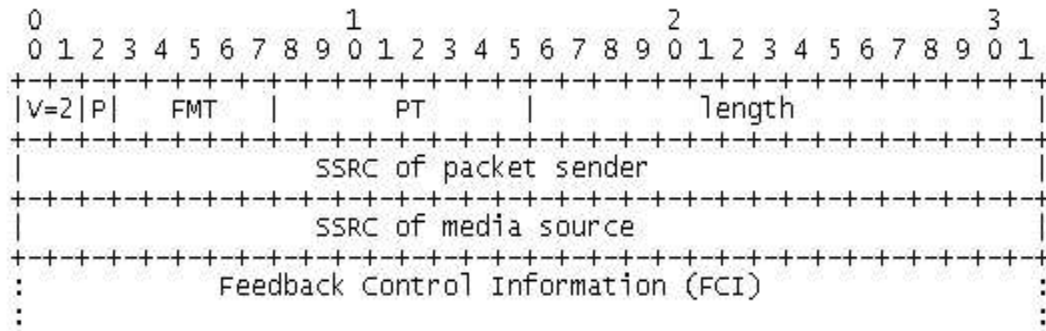 0                   1                   2                   3
0 1 2 3 4 5 6 7 8 9 0 1 2 3 4 5 6 7 8 9 0 1 2 3 4 5 6 7 8 9 0 1
+-+-+-+-+-+-+-+-+-+-+-+-+-+-+-+-+-+-+-+-+-+-+-+-+-+-+-+-+-+-+-+-+
|V=2|P|   FMT   |       PT      |          length               |
+-+-+-+-+-+-+-+-+-+-+-+-+-+-+-+-+-+-+-+-+-+-+-+-+-+-+-+-+-+-+-+-+
|                  SSRC of packet sender                        |
+-+-+-+-+-+-+-+-+-+-+-+-+-+-+-+-+-+-+-+-+-+-+-+-+-+-+-+-+-+-+-+-+
|                  SSRC of media source                         |
+-+-+-+-+-+-+-+-+-+-+-+-+-+-+-+-+-+-+-+-+-+-+-+-+-+-+-+-+-+-+-+-+
:            Feedback Control Information (FCI)                 :
:                                                               :